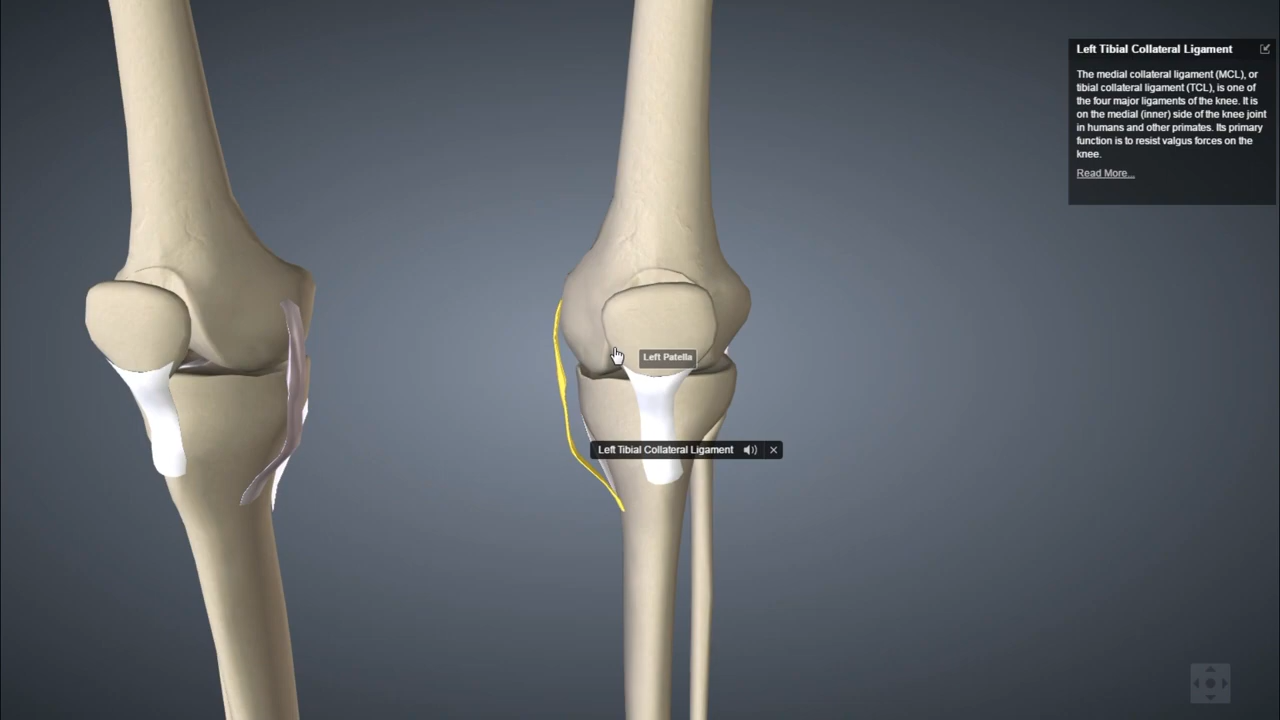 Left Tibial Collateral Ligament
The medial collateral ligament (MCL), or
tibial collateral ligament (TCL), is one of
the four major ligaments of the knee. It is
on the medial (inner) side of the knee joint
in humans and other primates. Its primary
function is to resist valgus forces on the
knee.
Read More...
Left Patella
Left Tibial Collateral Ligament